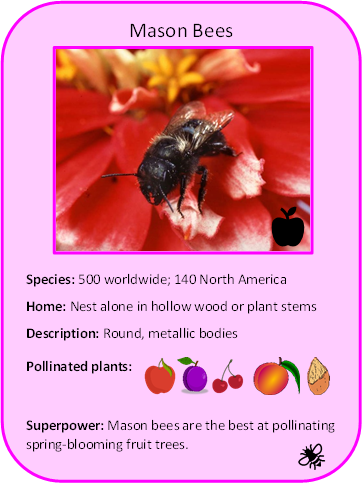 Mason Bees
Species: 500 worldwide; 140 North America
Home: Nest alone in hollow wood or plant stems
Description: Round, metallic bodies
Pollinated plants:
Superpower: Mason bees are the best at pollinating
spring-blooming fruit trees.